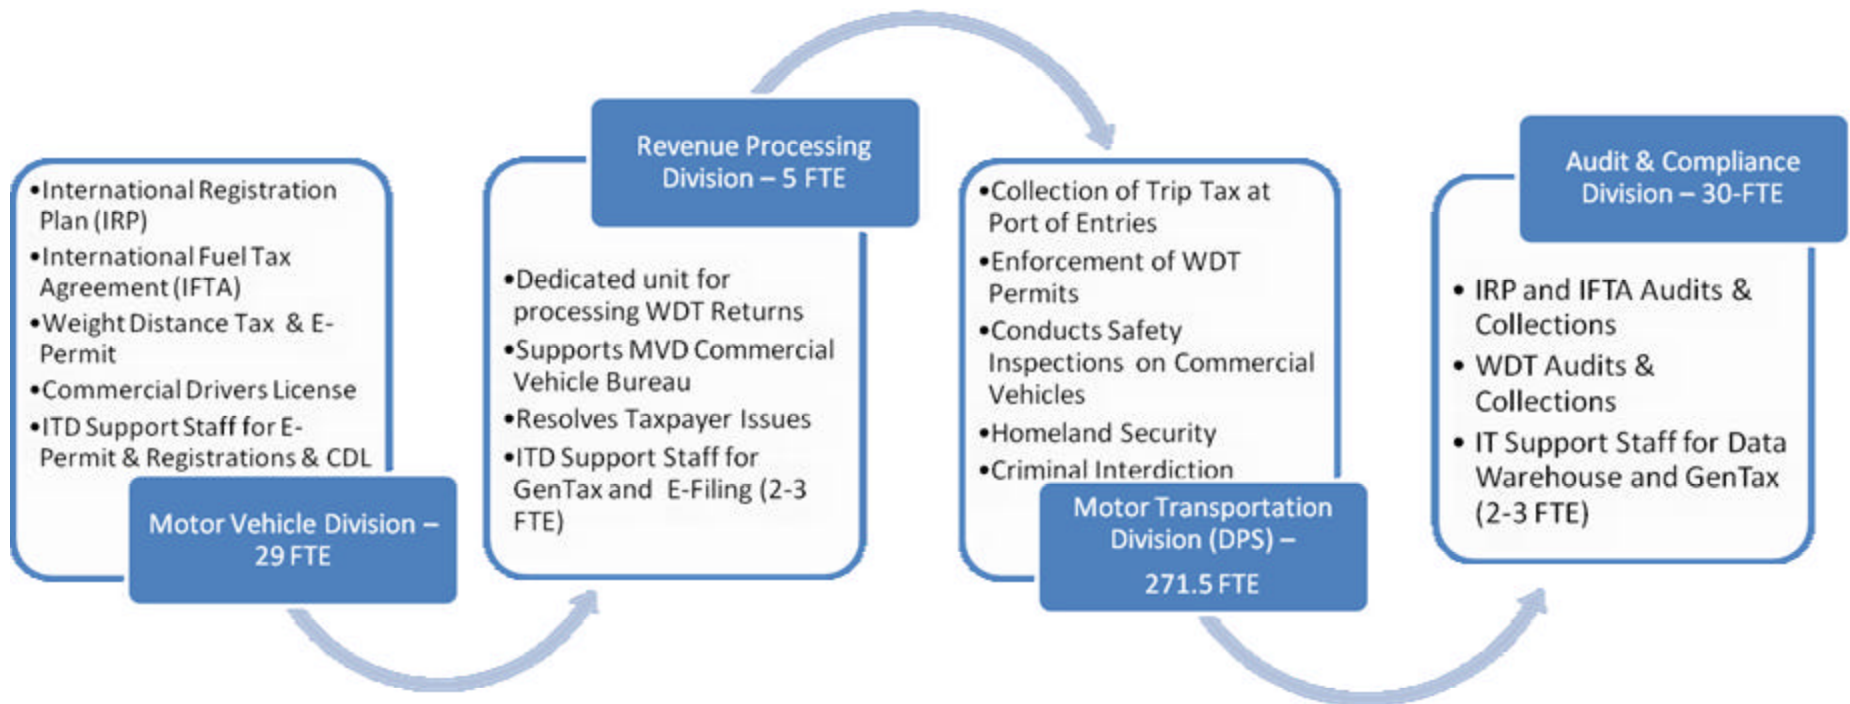 •International Registration
Plan (IRP)
•International Fuel Tax
Agreement (IFTA)
•Weight Distance Tax & E-
Permit
•Commercial Drivers License
•ITD Support Staff for E-
Permit & Registrations & CDL
Motor Vehicle Division –
29 FTE
Revenue Processing
Division – 5 FTE
•Dedicated unit for
processing WDT Returns
•Supports MVD Commercial
Vehicle Bureau
•Resolves Taxpayer Issues
•ITD Support Staff for
GenTax and E-Filing (2-3
FTE)
•Collection of Trip Tax at
Port of Entries
•Enforcement of WDT
Permits
•Conducts Safety
Inspections on Commercial
Vehicles
•Homeland Security
•Criminal Interdiction
Motor Transportation
Division (DPS) –
271.5 FTE
Audit & Compliance
Division – 30-FTE
• IRP and IFTA Audits &
Collections
• WDT Audits &
Collections
• IT Support Staff for Data
Warehouse and GenTax
(2-3 FTE)